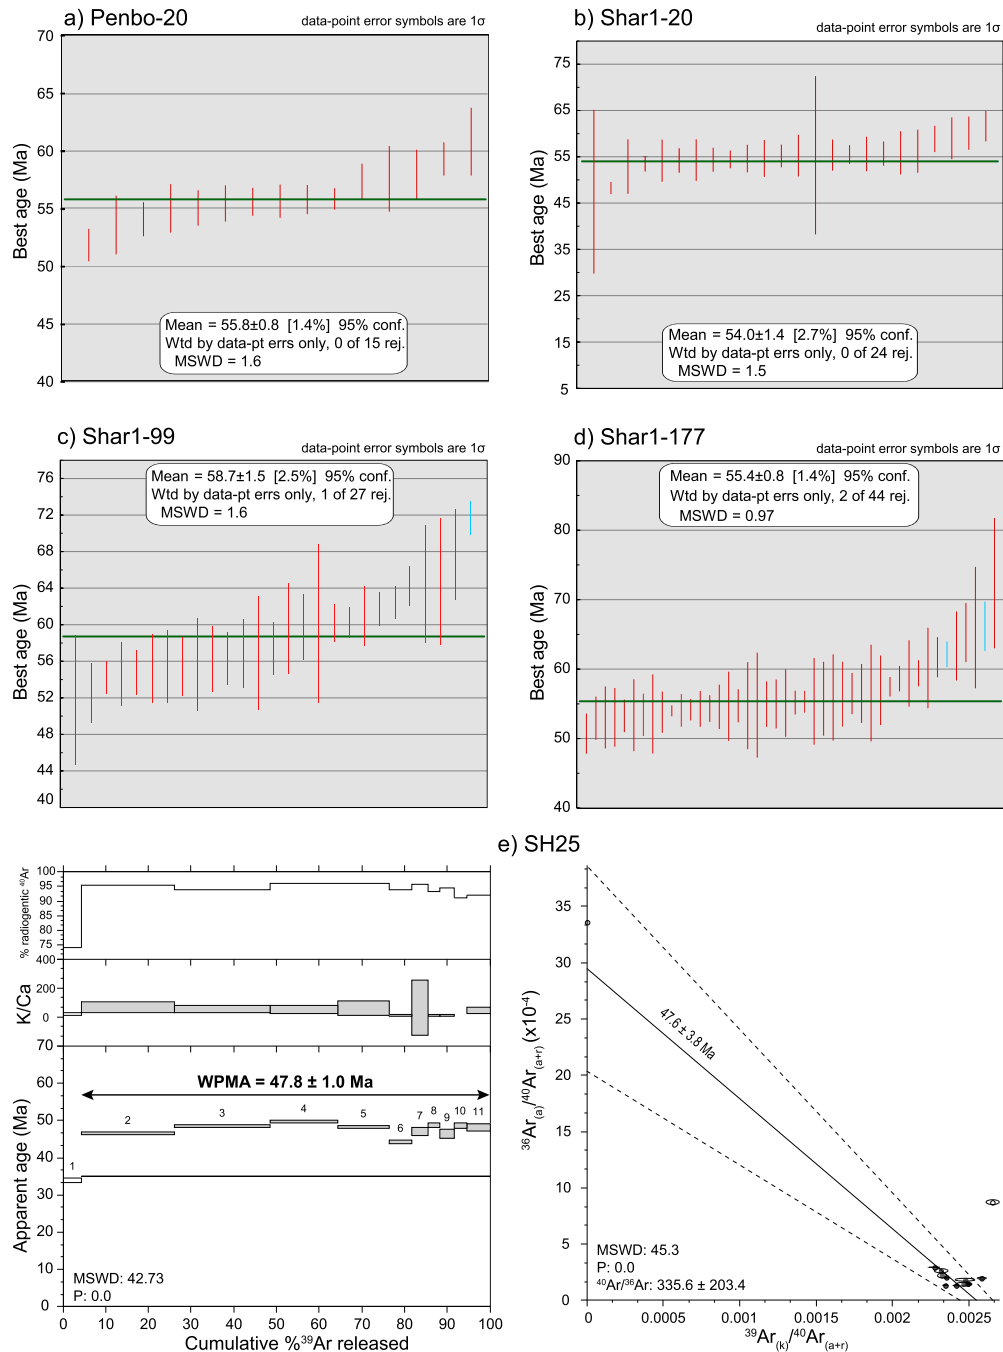 a) Penbo-20
data-point error symbols are 1σ
70
65
60
55
50
45
40
Best age (Ma)
Mean = 55.8±0.8 [1.4%] 95% conf.
Wtd by data-pt errs only, 0 of 15 rej.
MSWD = 1.6
b) Shar1-20
data-point error symbols are 1σ
75
65
55
45
35
25
15
5
Best age (Ma)
Mean = 54.0±1.4 [2.7%] 95% conf.
Wtd by data-pt errs only, 0 of 24 rej.
MSWD = 1.5
c) Shar1-99
data-point error symbols are 1σ
76
72
68
64
60
56
52
48
44
40
Best age (Ma)
Mean = 58.7±1.5 [2.5%] 95% conf.
Wtd by data-pt errs only, 1 of 27 rej.
MSWD = 1.6
d) Shar1-177
data-point error symbols are 1σ
90
80
70
60
50
40
Best age (Ma)
Mean = 55.4±0.8 [1.4%] 95% conf.
Wtd by data-pt errs only, 2 of 44 rej.
MSWD = 0.97
e) SH25
100
95
90
85
80
75
% radiogentic ⁴⁰Ar
400
200
0
K/Ca
70
60
50
40
30
20
10
0
Apparent age (Ma)
WPMA = 47.8 ± 1.0 Ma
1
2
3
4
5
6
7
8
9
10
11
MSWD: 42.73
P: 0.0
0 10 20 30 40 50 60 70 80 90 100
Cumulative %³⁹Ar released
35
30
25
20
15
10
5
0
³⁶Ar(a)/⁴⁰Ar(a+r) (x10⁻⁴)
47.6 ± 3.8 Ma
MSWD: 45.3
P: 0.0
⁴⁰Ar/³⁶Ar: 335.6 ± 203.4
0 0.0005 0.001 0.0015 0.002 0.0025
³⁹Ar(k)/⁴⁰Ar(a+r)